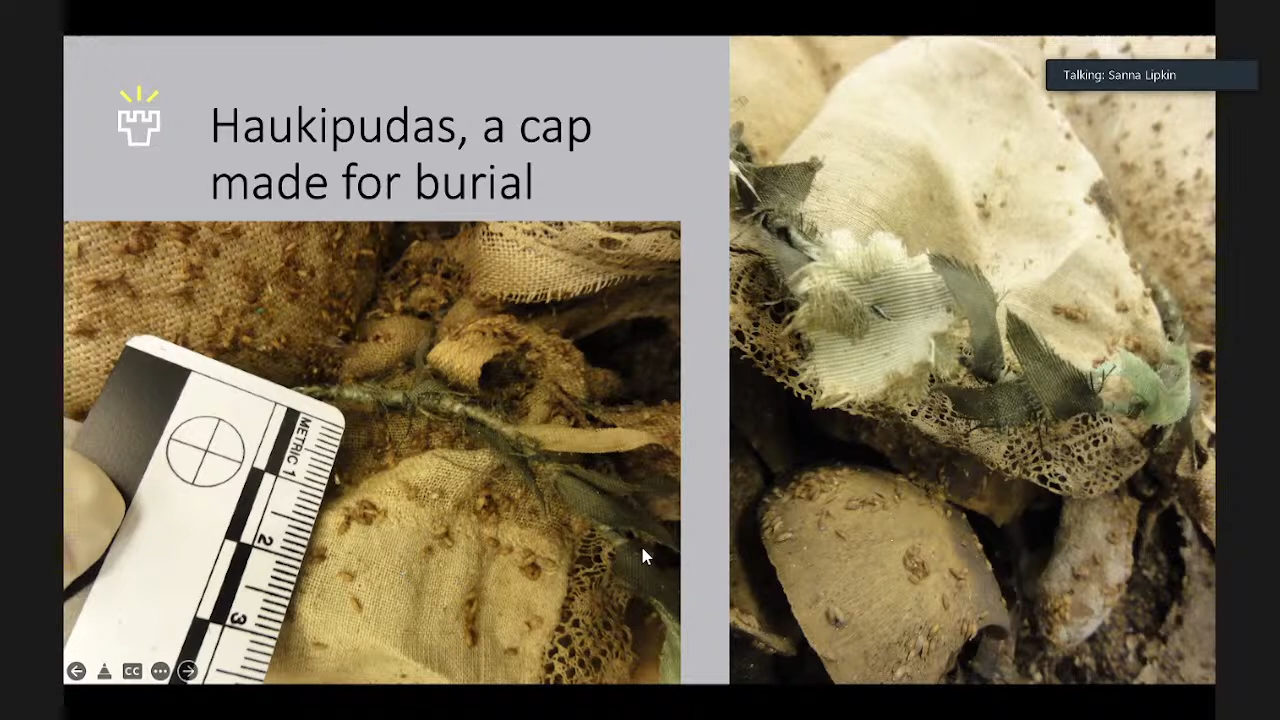 Talking: Sanna Lipkin
Haukipudas, a cap
made for burial
METRIC 1
2
3
CC